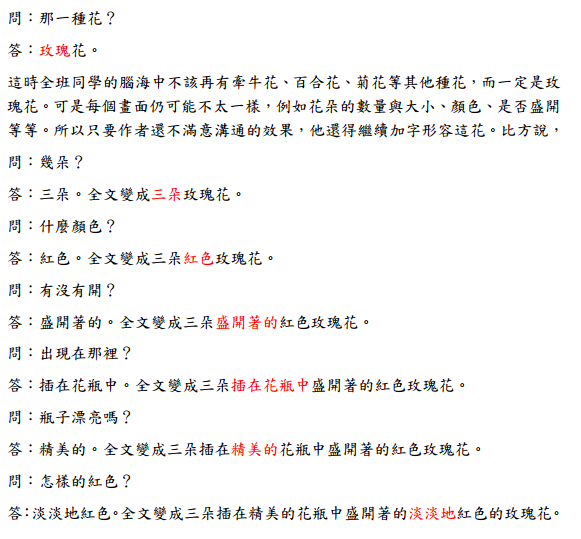 問：那一種花？
答：玫瑰花。
這時全班同學的腦海中不該再有牽牛花、百合花、菊花等其他種花，而一定是玫
瑰花。可是每個畫面仍可能不太一樣，例如花朵的數量與大小、顏色、是否盛開
等等。所以只要作者還不滿意溝通的效果，他還得繼續加字形容這花。比方說，
問：幾朵？
答：三朵。全文變成三朵玫瑰花。
問：什麼顏色？
答：紅色。全文變成三朵紅色玫瑰花。
問：有沒有開？
答：盛開著的。全文變成三朵盛開著的紅色玫瑰花。
問：出現在那裡？
答：插在花瓶中。全文變成三朵插在花瓶中盛開著的紅色玫瑰花。
問：瓶子漂亮嗎？
答：精美的。全文變成三朵插在精美的花瓶中盛開著的紅色玫瑰花。
問：怎樣的紅色？
答：淡淡地紅色。全文變成三朵插在精美的花瓶中盛開著的淡淡地紅色的玫瑰花。